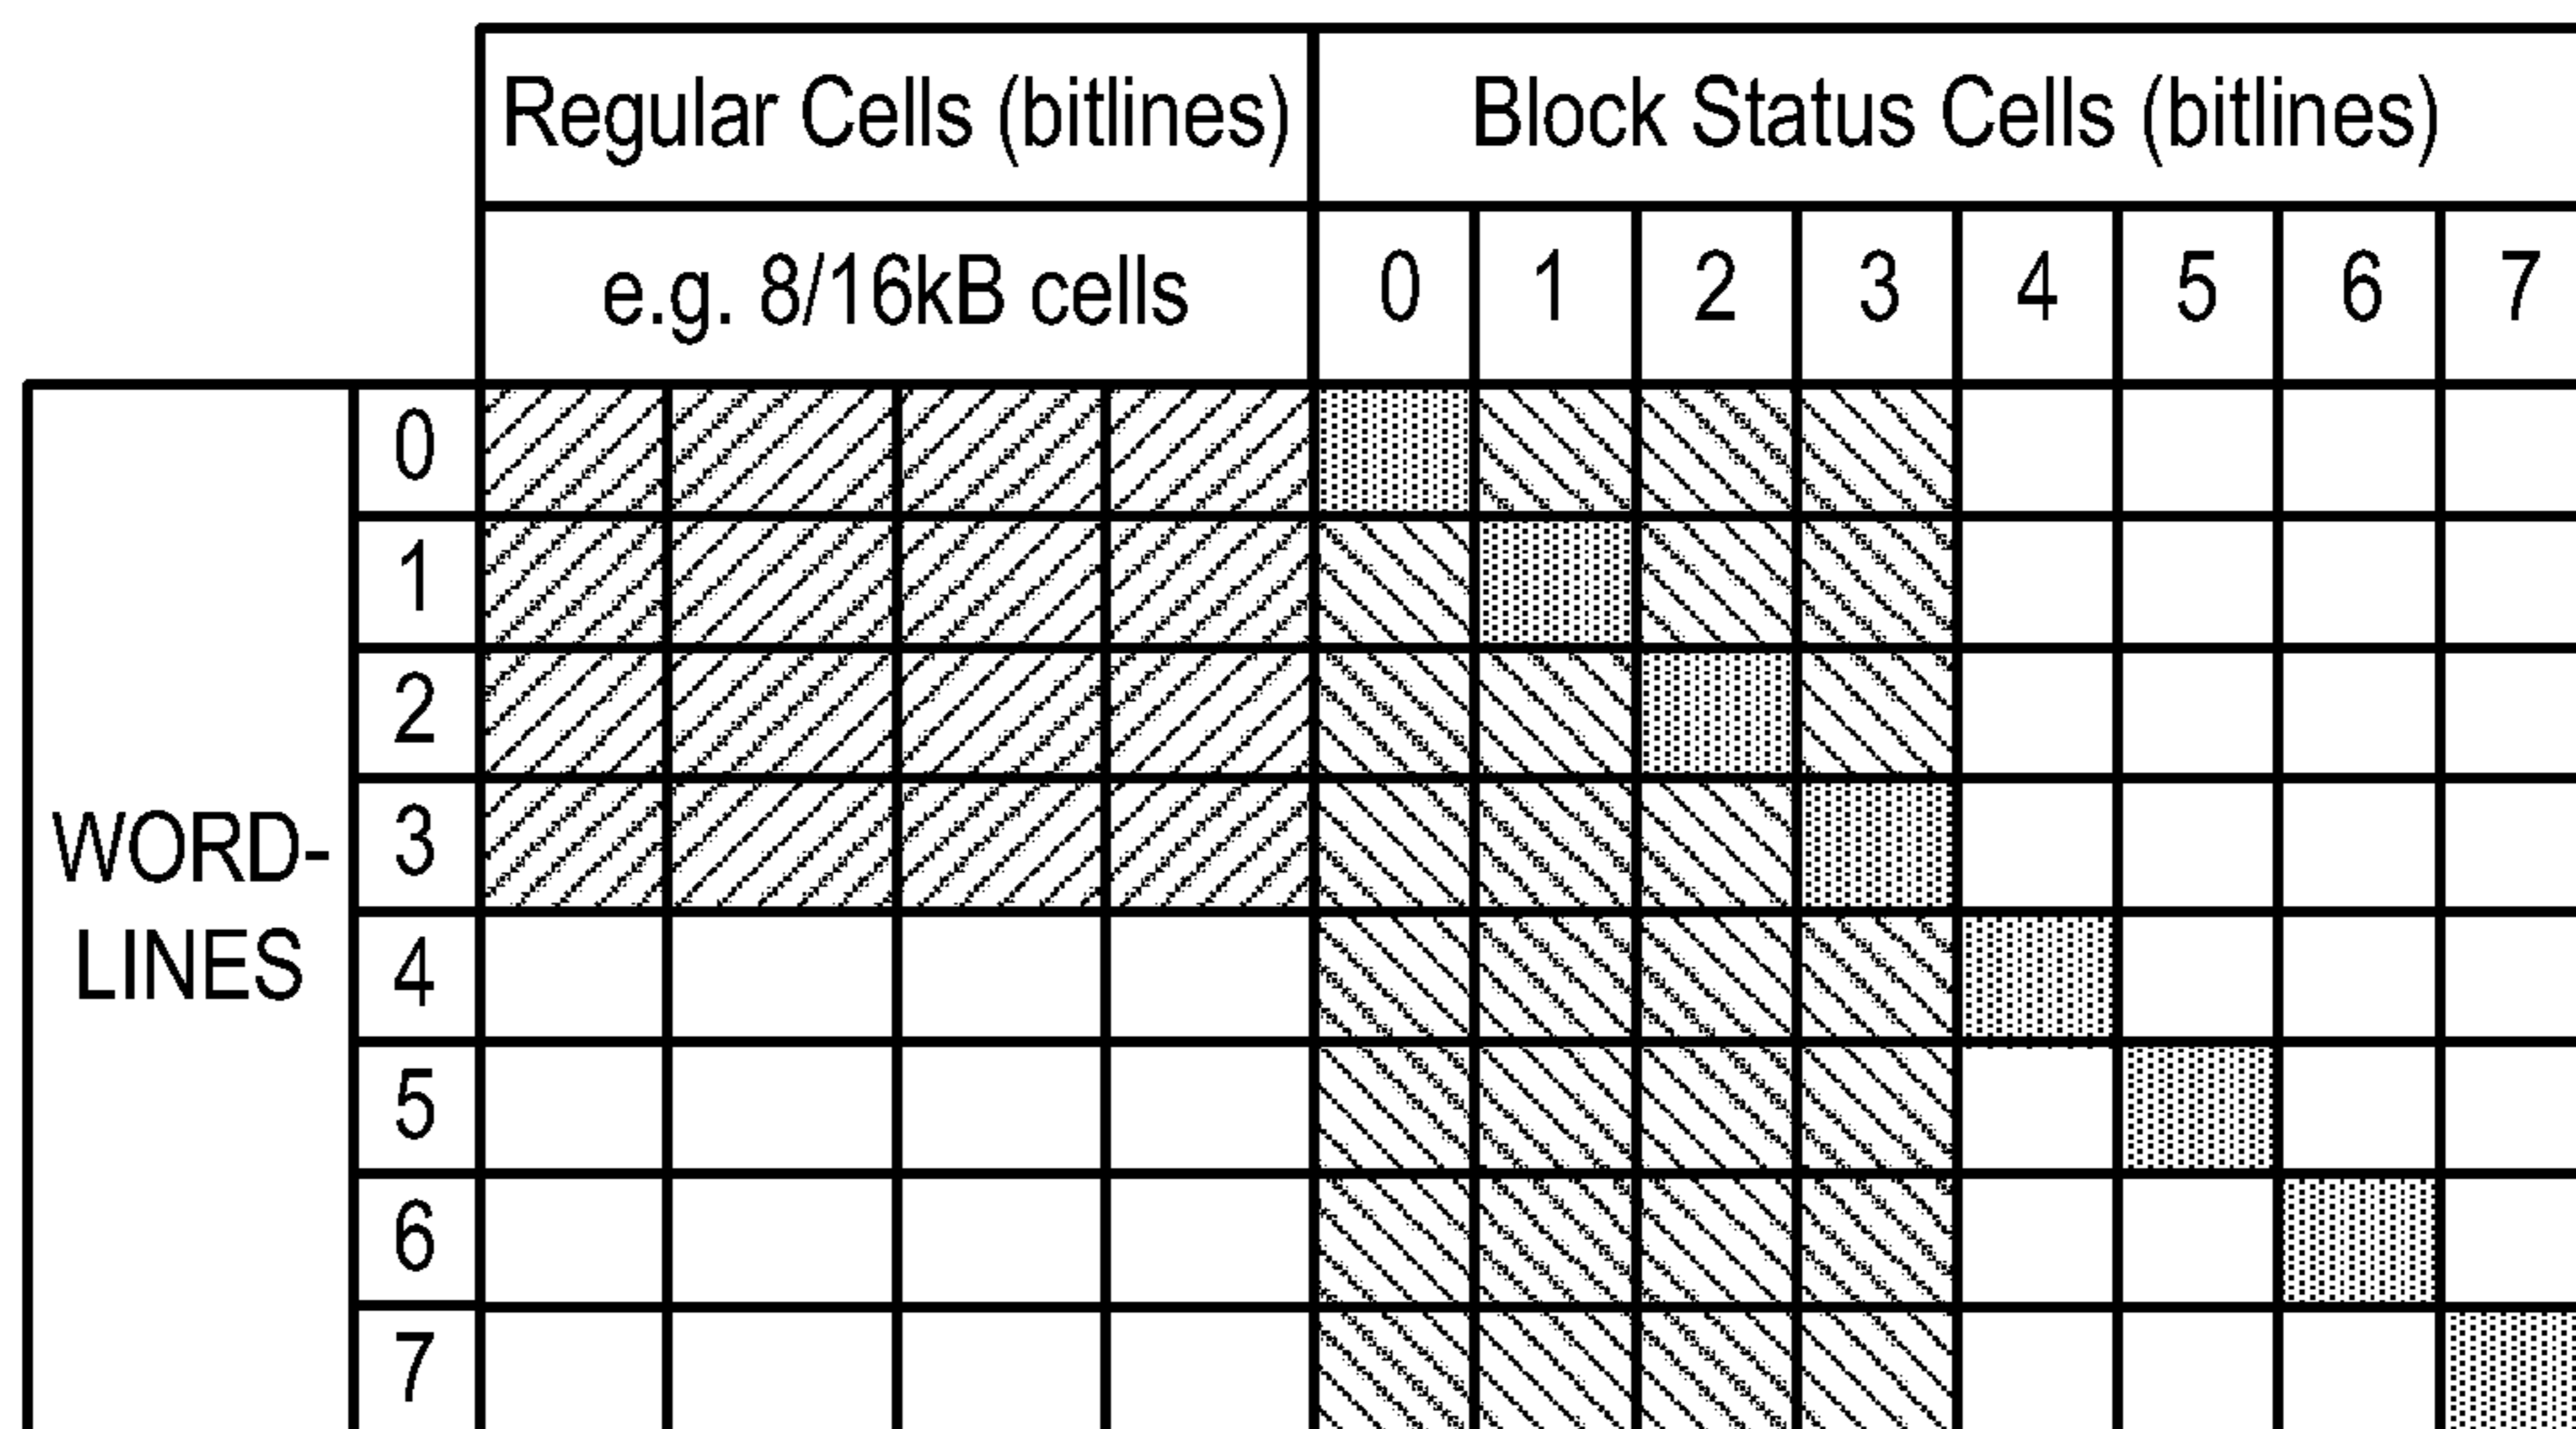 Regular Cells (bitlines) Block Status Cells (bitlines)
e.g. 8/16kB cells 0 1 2 3 4 5 6 7
0
1
2
3
WORD-
LINES
4
5
6
7